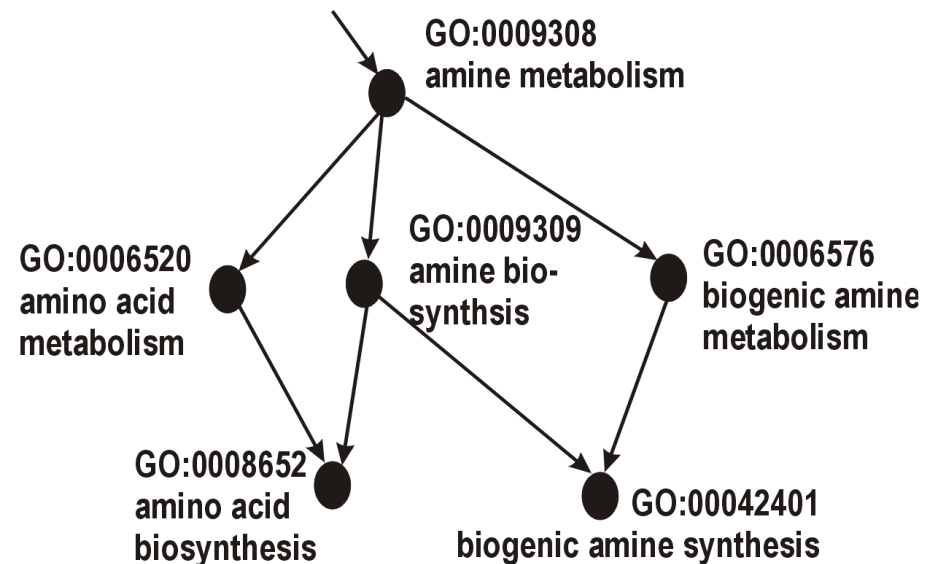 GO:0009308
amine metabolism
GO:0009309
amine bio-
synthsis
GO:0006520
amino acid
metabolism
GO:0006576
biogenic amine
metabolism
GO:0008652
amino acid
biosynthesis
GO:00042401
biogenic amine synthesis